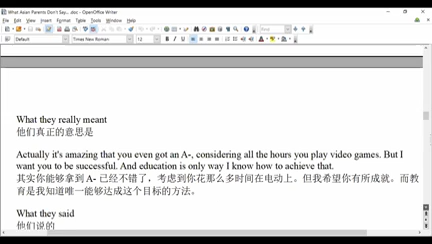 What Asian Parents Don't Say... .doc - OpenOffice Writer
File Edit View Insert Format Table Tools Window Help
Default Times New Roman 12
What they really meant
他们真正的意思是
Actually it's amazing that you even got an A-, considering all the hours you play video games. But I
want you to be successful. And education is only way I know how to achieve that.
其实你能够拿到 A- 已经不错了，考虑到你花那么多时间在电动上。但我希望你有所成就。而教
育是我知道唯一能够达成这个目标的方法。
What they said
他们说的